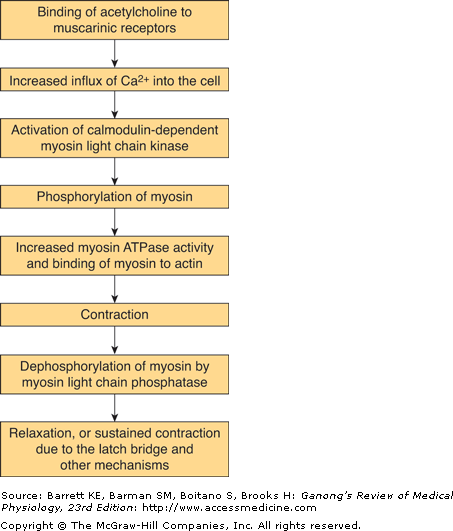 Binding of acetylcholine to
muscarinic receptors
Increased influx of Ca2+ into the cell
Activation of calmodulin-dependent
myosin light chain kinase
Phosphorylation of myosin
Increased myosin ATPase activity
and binding of myosin to actin
Contraction
Dephosphorylation of myosin by
myosin light chain phosphatase
Relaxation, or sustained contraction
due to the latch bridge and
other mechanisms
Source: Barrett KE, Barman SM, Boitano S, Brooks H: Ganong's Review of Medical
Physiology, 23rd Edition: http://www.accessmedicine.com
Copyright © The McGraw-Hill Companies, Inc. All rights reserved.